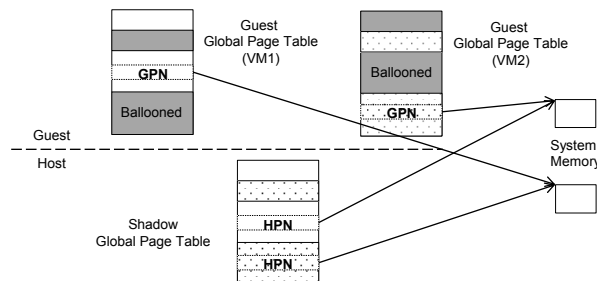 Guest
Global Page Table
(VM1)
GPN
Ballooned
Guest
Global Page Table
(VM2)
Ballooned
GPN
System
Memory
Guest
Host
Shadow
Global Page Table
HPN
HPN